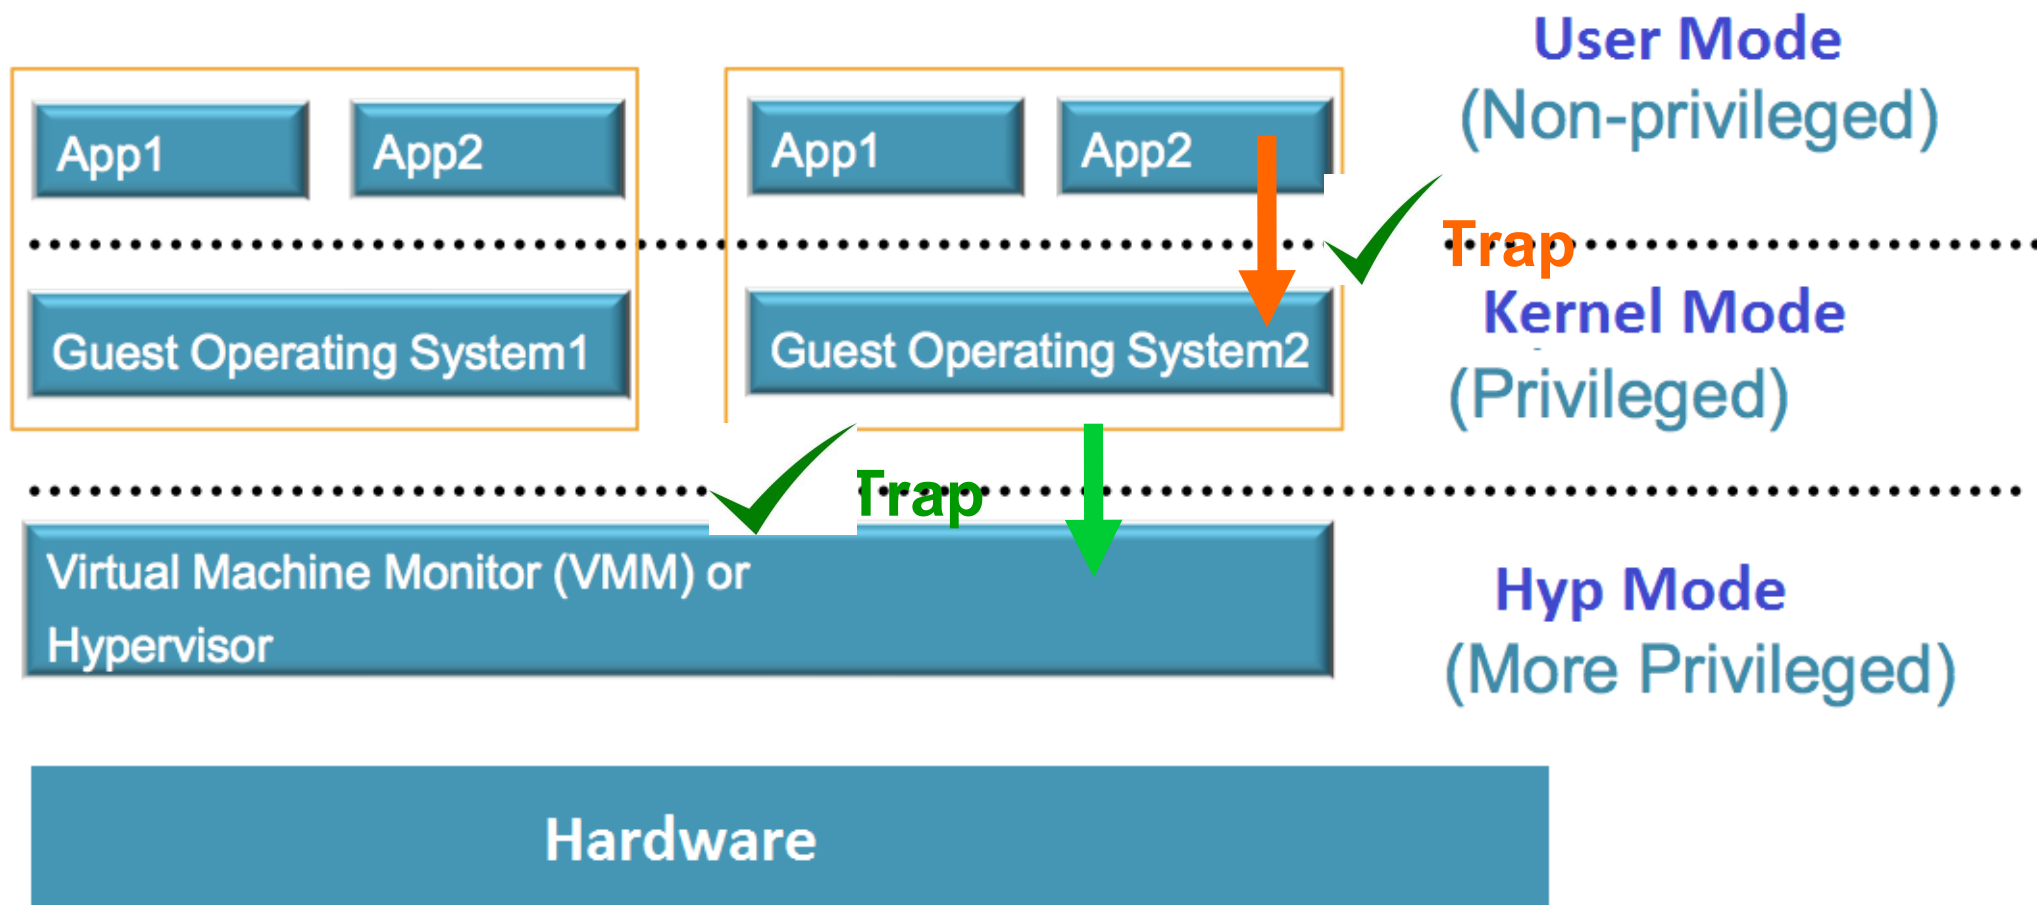 User Mode
(Non-privileged)
App1
App2
App1
App2
Trap
Kernel Mode
(Privileged)
Guest Operating System1
Guest Operating System2
Trap
Virtual Machine Monitor (VMM) or
Hypervisor
Hyp Mode
(More Privileged)
Hardware